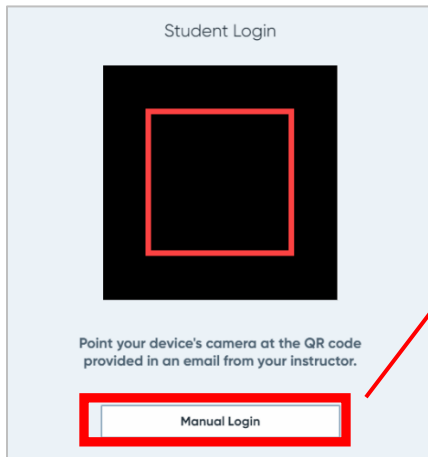 Student Login
Point your device's camera at the QR code
provided in an email from your instructor.
Manual Login